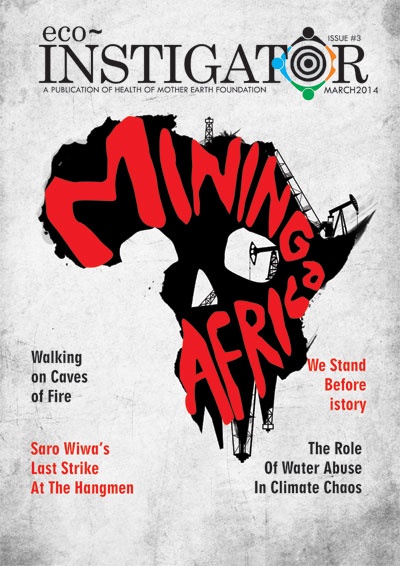 eco~
ISSUE #3
INSTIGATOR
A PUBLICATION OF HEALTH OF MOTHER EARTH FOUNDATION
MARCH2014
MINING
AFRICa
Walking
on Caves
of Fire
We Stand
Before
istory
Saro Wiwa's
Last Strike
At The Hangmen
The Role
Of Water Abuse
In Climate Chaos